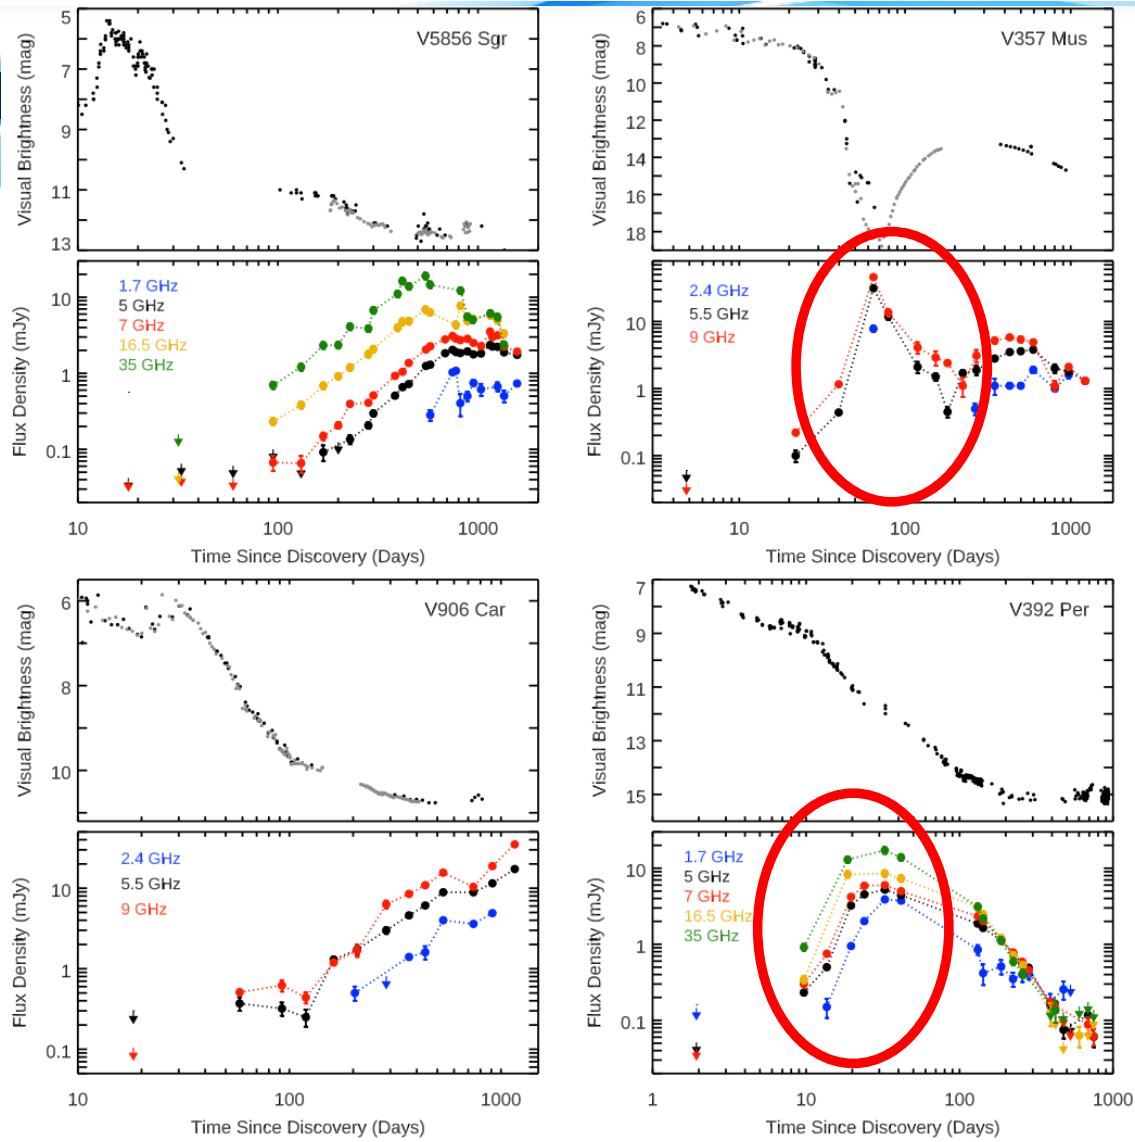 V5856 Sgr
Visual Brightness (mag)
5
7
9
11
13
1.7 GHz
5 GHz
7 GHz
16.5 GHz
35 GHz
Flux Density (mJy)
10
1
0.1
10 100 1000
Time Since Discovery (Days)
V357 Mus
Visual Brightness (mag)
6
8
10
12
14
16
18
2.4 GHz
5.5 GHz
9 GHz
Flux Density (mJy)
10
1
0.1
10 100 1000
Time Since Discovery (Days)
V906 Car
Visual Brightness (mag)
6
8
10
2.4 GHz
5.5 GHz
9 GHz
Flux Density (mJy)
10
1
0.1
10 100 1000
Time Since Discovery (Days)
V392 Per
Visual Brightness (mag)
7
9
11
13
15
1.7 GHz
5 GHz
7 GHz
16.5 GHz
35 GHz
Flux Density (mJy)
10
1
0.1
1 10 100 1000
Time Since Discovery (Days)